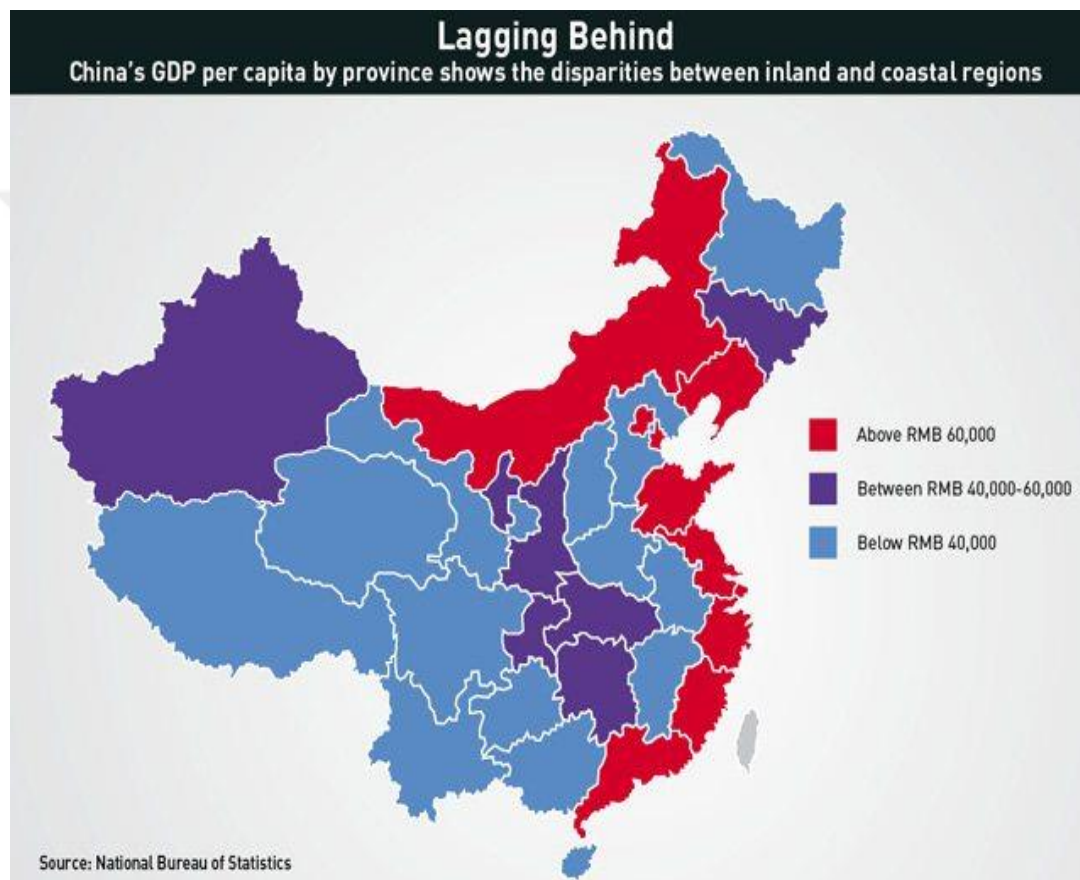 Lagging Behind
China's GDP per capita by province shows the disparities between inland and coastal regions
Above RMB 60,000
Between RMB 40,000-60,000
Below RMB 40,000
Source: National Bureau of Statistics